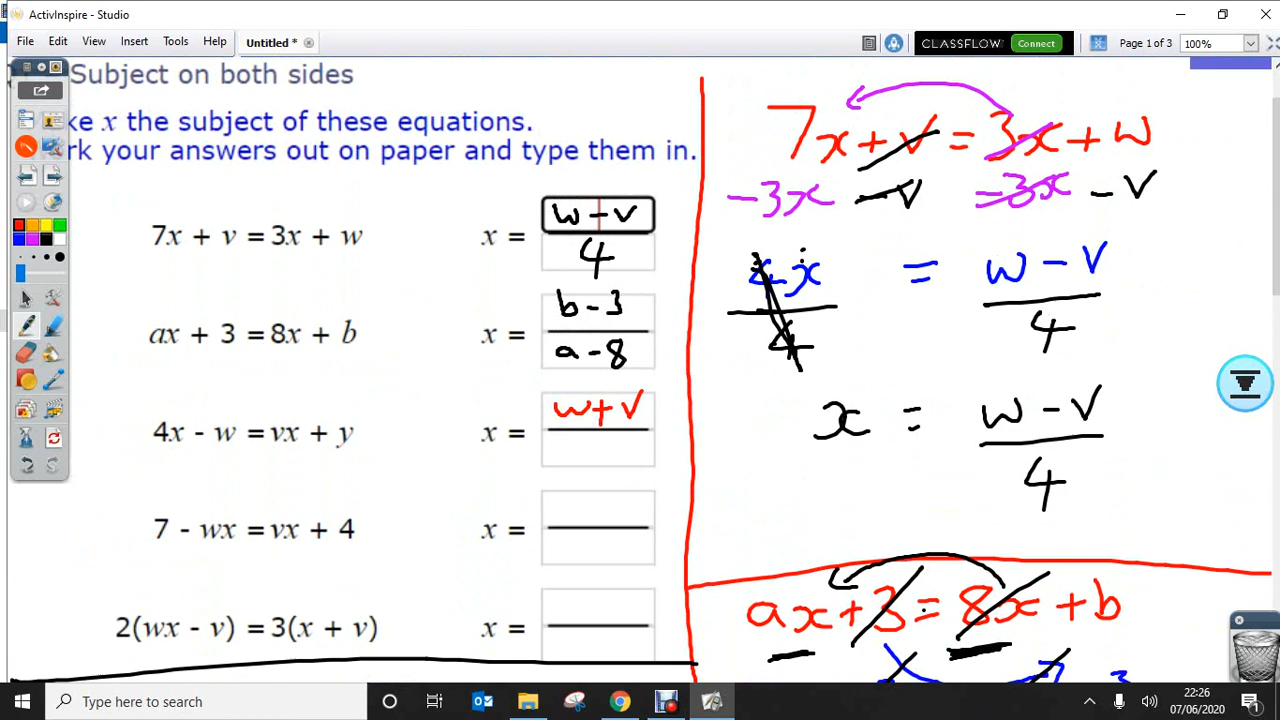 ActivInspire - Studio
File Edit View Insert Tools Help Untitled *
CLASSFLOW Connect
Page 1 of 3 100%
Subject on both sides
ke x the subject of these equations.
rk your answers out on paper and type them in.
7x + v = 3x + w x = w - v
4
ax + 3 = 8x + b x = b - 3
a - 8
4x - w = vx + y x = w + v
7 - wx = vx + 4 x =
2(wx - v) = 3(x + v) x =
7x + v = 3x + w
-3x - v = 3x - v
4x = w - v
4 4
x = w - v
4
ax + 3 = 8x + b
Type here to search
22:26
07/06/2020